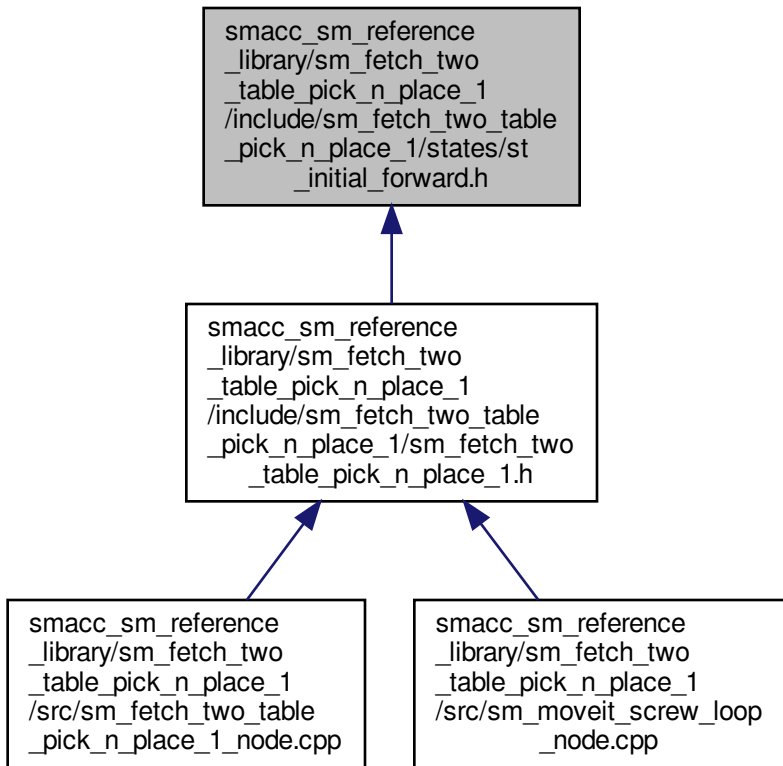 smacc_sm_reference
_library/sm_fetch_two
_table_pick_n_place_1
/include/sm_fetch_two_table
_pick_n_place_1/states/st
_initial_forward.h
smacc_sm_reference
_library/sm_fetch_two
_table_pick_n_place_1
/include/sm_fetch_two_table
_pick_n_place_1/sm_fetch_two
_table_pick_n_place_1.h
smacc_sm_reference
_library/sm_fetch_two
_table_pick_n_place_1
/src/sm_fetch_two_table
_pick_n_place_1_node.cpp
smacc_sm_reference
_library/sm_fetch_two
_table_pick_n_place_1
/src/sm_moveit_screw_loop
_node.cpp